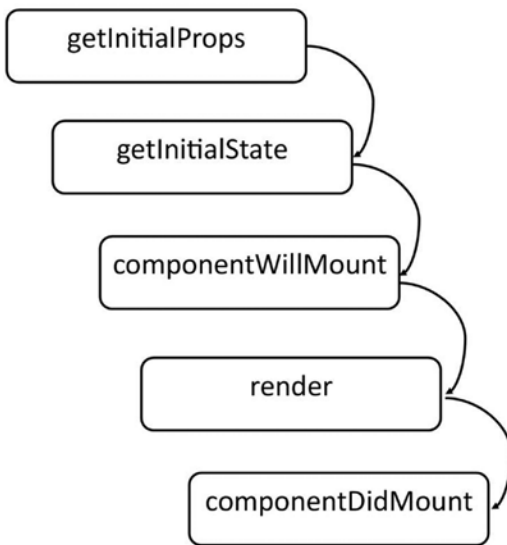 getInitialProps
getInitialState
componentWillMount
render
componentDidMount